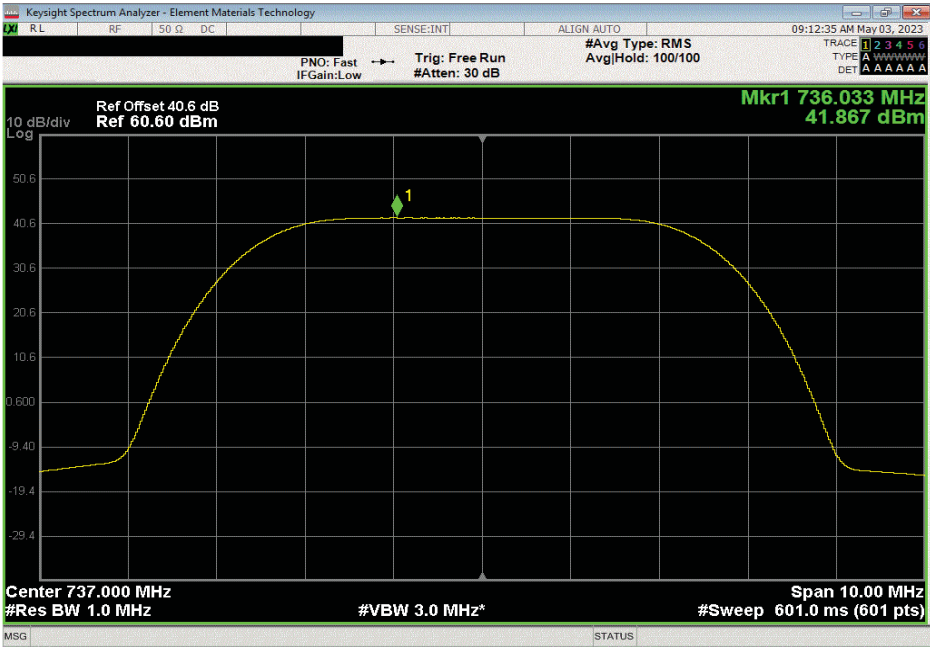 Keysight Spectrum Analyzer - Element Materials Technology
LXI RL RF 50 Ω DC SENSE:INT ALIGN AUTO 09:12:35 AM May 03, 2023
PNO: Fast Trig: Free Run #Avg Type: RMS TRACE 1 2 3 4 5 6
IFGain:Low #Atten: 30 dB Avg|Hold: 100/100 TYPE A WWWWW
DET A A A A A A
Mkr1 736.033 MHz
41.867 dBm
Ref Offset 40.6 dB
10 dB/div Ref 60.60 dBm
Log
50.6
1
40.6
30.6
20.6
10.6
0.600
-9.40
-19.4
-29.4
Center 737.000 MHz Span 10.00 MHz
#Res BW 1.0 MHz #VBW 3.0 MHz* #Sweep 601.0 ms (601 pts)
MSG STATUS